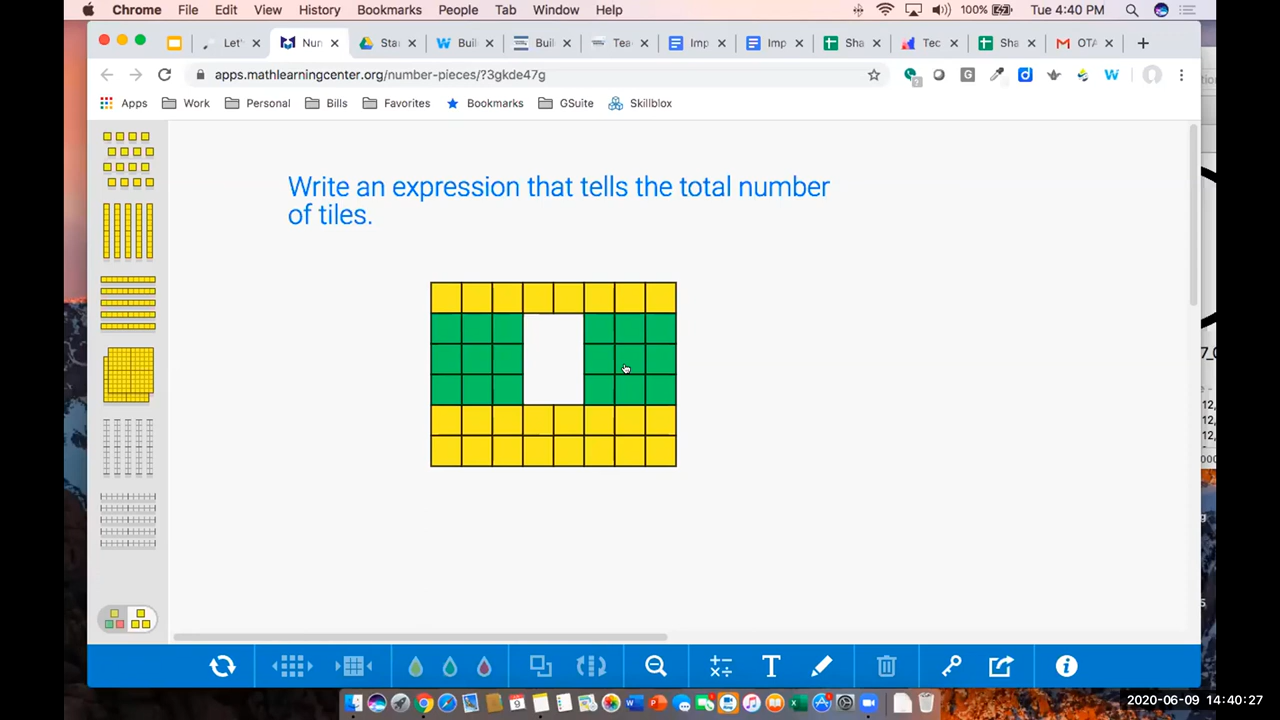 Chrome File Edit View History Bookmarks People Tab Window Help 100% Tue 4:40 PM
Let Nun Sta Buil Buil Tea Imp Imp Sha Tec Sha OTA
apps.mathlearningcenter.org/number-pieces/?3gkde47g
Apps Work Personal Bills Favorites Bookmarks GSuite Skillblox
Write an expression that tells the total number
of tiles.
2020-06-09 14:40:27